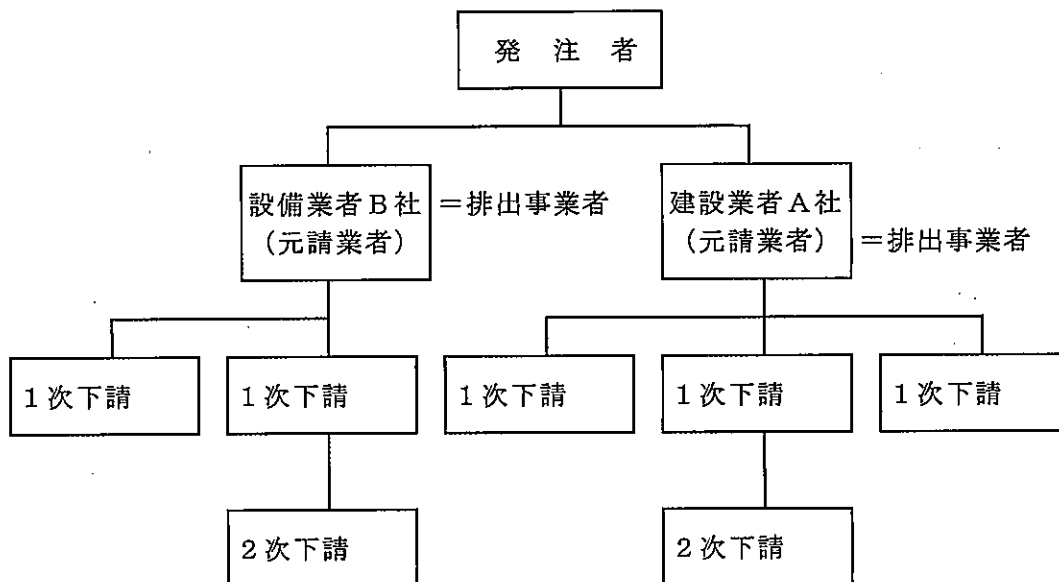 発 注 者
設備業者B社
(元請業者)
=排出事業者
建設業者A社
(元請業者)
=排出事業者
1次下請
1次下請
1次下請
1次下請
1次下請
2次下請
2次下請